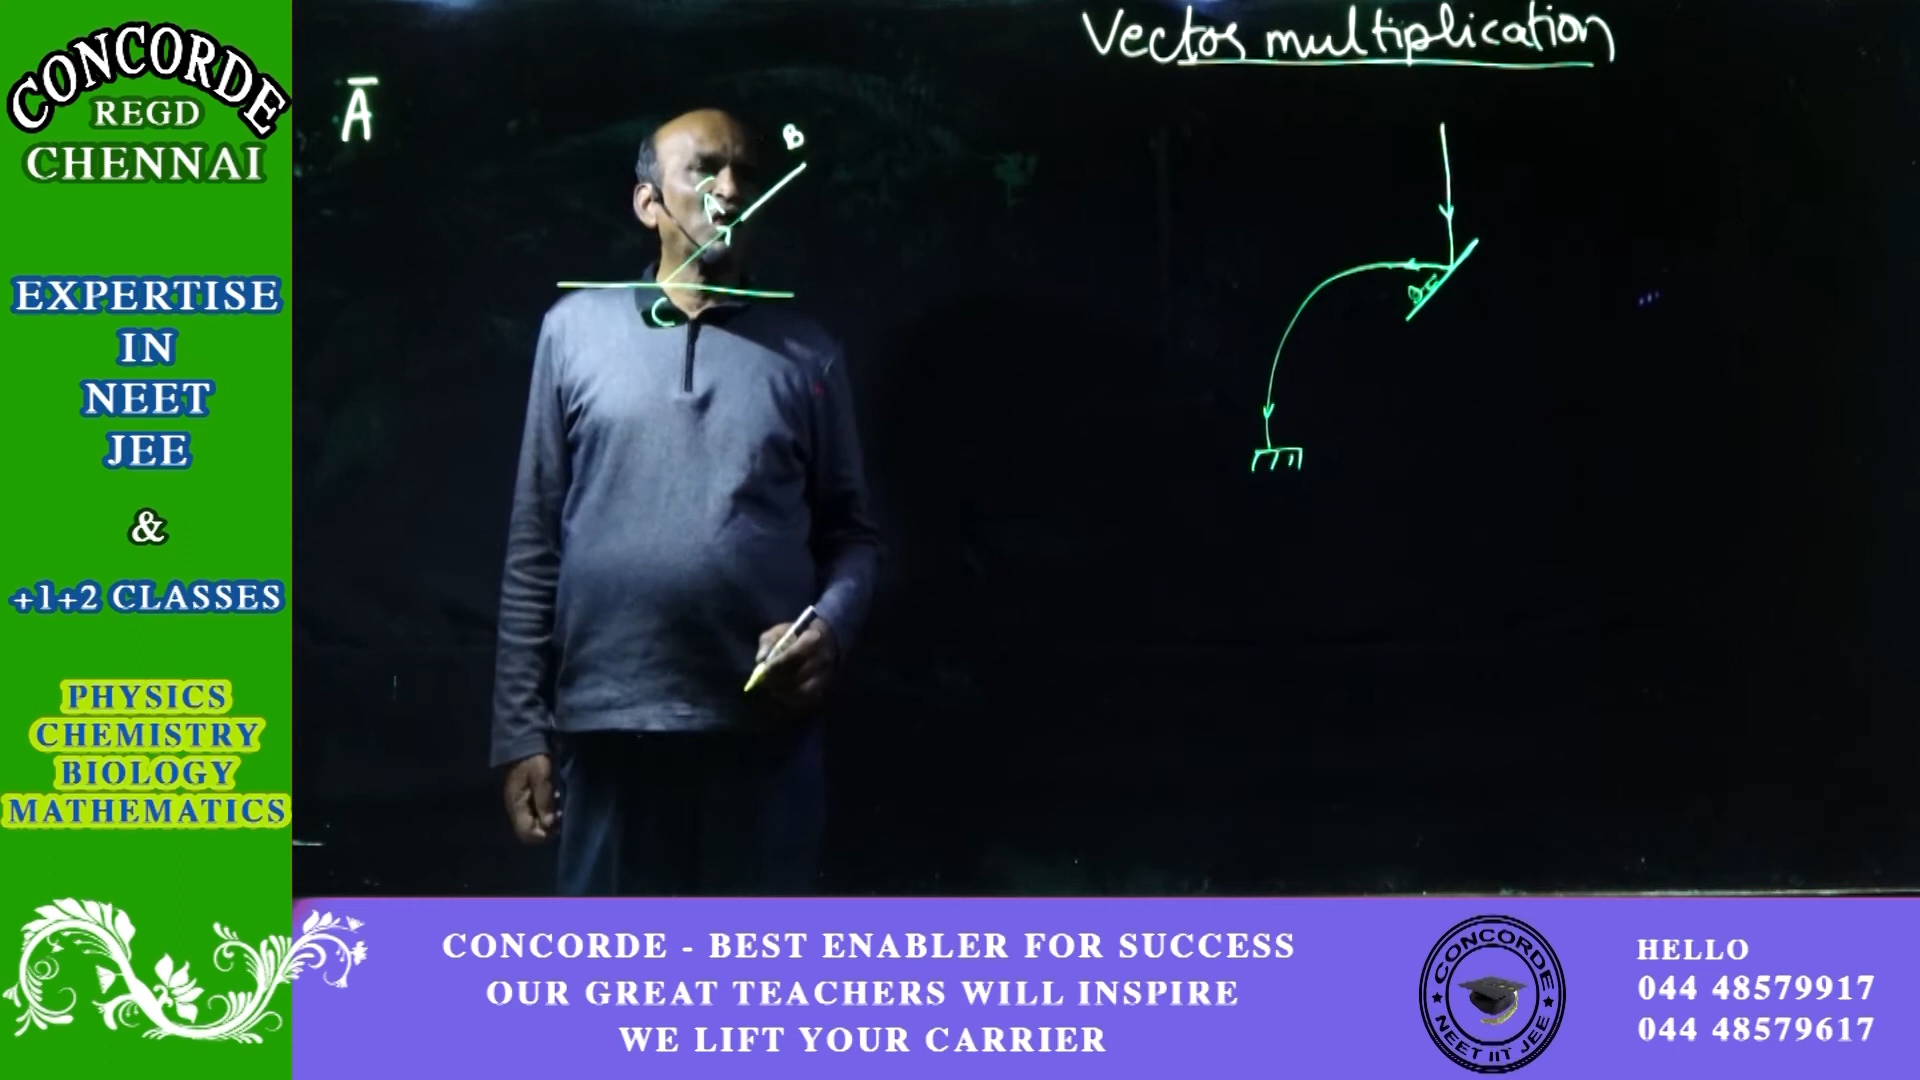 CONCORDE
REGD
CHENNAI
EXPERTISE
IN
NEET
JEE
&
+1+2 CLASSES
PHYSICS
CHEMISTRY
BIOLOGY
MATHEMATICS
Vector multiplication
A
B
C
CONCORDE - BEST ENABLER FOR SUCCESS
OUR GREAT TEACHERS WILL INSPIRE
WE LIFT YOUR CARRIER
CONCORDE
NEET IIT JEE
HELLO
044 48579917
044 48579617